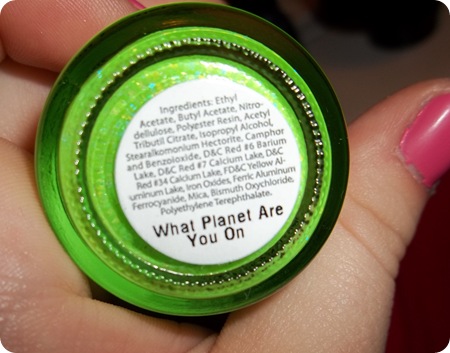 Ingredients: Ethyl
Acetate, Butyl Acetate, Nitro-
dellulose, Polyester Resin, Acetyl
Tributil Citrate, Isopropyl Alcohol,
Stearalkomonium Hectorite, Camphor
and Benzoioxide, D&C Red #6 Barium
Lake, D&C Red #7 Calcium Lake, D&C
Red #34 Calcium Lake, FD&C Yellow Al-
uminum Lake, Iron Oxides, Ferric Aluminum
Ferrocyanide, Mica, Bismuth Oxychloride,
Polyethylene Terephthalate.
What Planet Are
You On